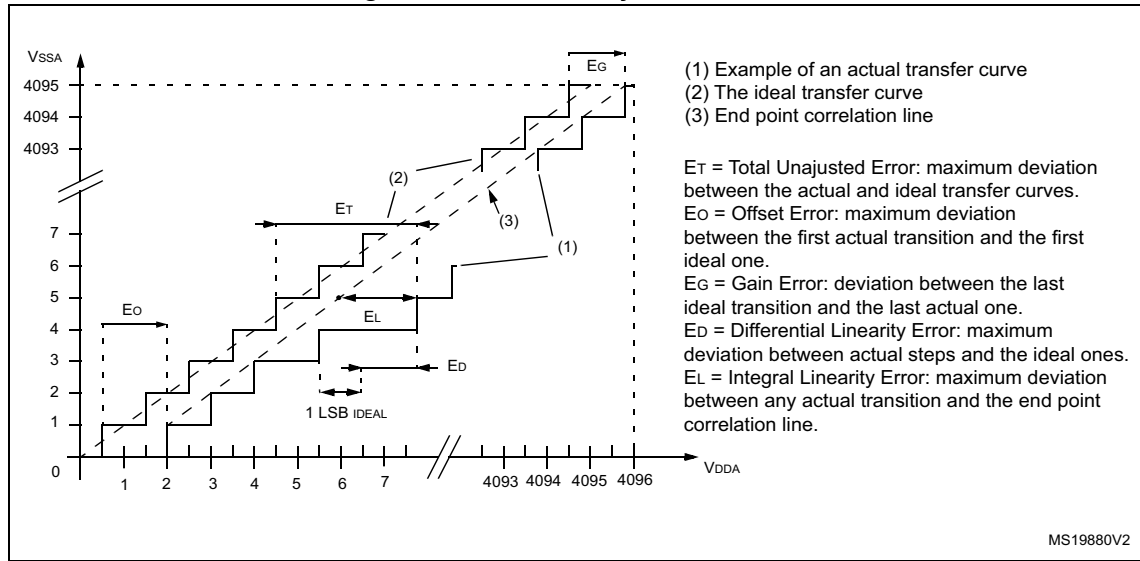 VSSA
EG
4095
4094
4093
(2)
(3)
(1)
ET
7
6
5
4
3
2
1
0
EO
EL
ED
1 LSB IDEAL
1 2 3 4 5 6 7 4093 4094 4095 4096
VDDA
(1) Example of an actual transfer curve
(2) The ideal transfer curve
(3) End point correlation line
ET = Total Unajusted Error: maximum deviation
between the actual and ideal transfer curves.
EO = Offset Error: maximum deviation
between the first actual transition and the first
ideal one.
EG = Gain Error: deviation between the last
ideal transition and the last actual one.
ED = Differential Linearity Error: maximum
deviation between actual steps and the ideal ones.
EL = Integral Linearity Error: maximum deviation
between any actual transition and the end point
correlation line.
MS19880V2